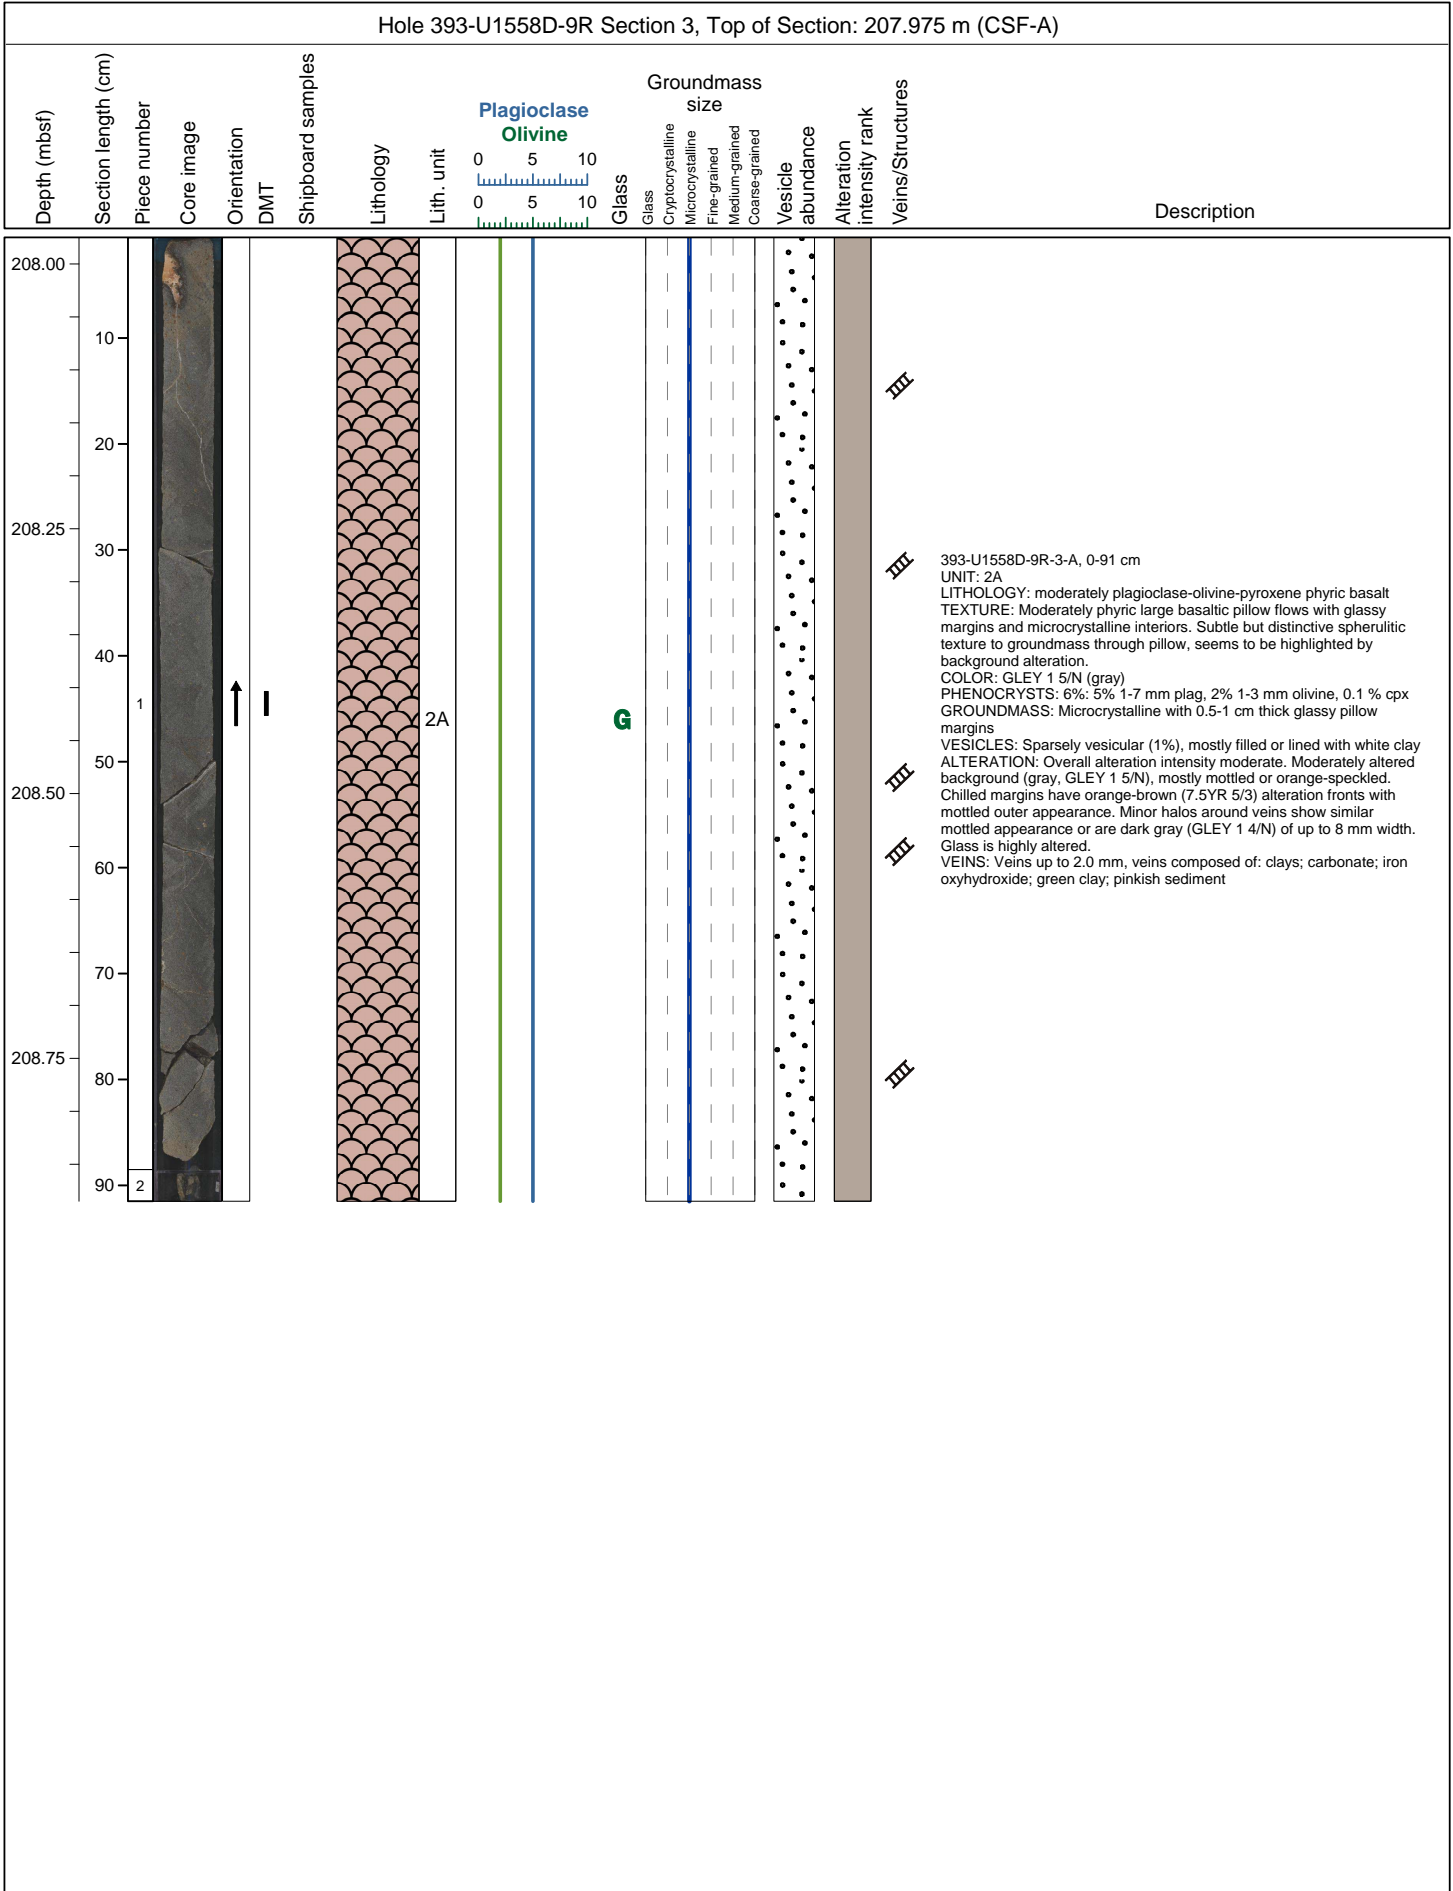 Hole 393-U1558D-9R Section 3, Top of Section: 207.975 m (CSF-A)
Depth (mbsf)
Section length (cm)
Piece number
Core image
Orientation
DMT
Shipboard samples
Lithology
Lith. unit
Plagioclase
Olivine
0 5 10
0 5 10
Glass
Groundmass
size
Glass
Cryptocrystalline
Microcrystalline
Fine-grained
Medium-grained
Coarse-grained
Vesicle
abundance
Alteration
intensity rank
Veins/Structures
Description
208.00
208.25
208.50
208.75
10
20
30
40
50
60
70
80
90
1
2
2A
G
393-U1558D-9R-3-A, 0-91 cm
UNIT: 2A
LITHOLOGY: moderately plagioclase-olivine-pyroxene phyric basalt
TEXTURE: Moderately phyric large basaltic pillow flows with glassy
margins and microcrystalline interiors. Subtle but distinctive spherulitic
texture to groundmass through pillow, seems to be highlighted by
background alteration.
COLOR: GLEY 1 5/N (gray)
PHENOCRYSTS: 6%: 5% 1-7 mm plag, 2% 1-3 mm olivine, 0.1 % cpx
GROUNDMASS: Microcrystalline with 0.5-1 cm thick glassy pillow
margins
VESICLES: Sparsely vesicular (1%), mostly filled or lined with white clay
ALTERATION: Overall alteration intensity moderate. Moderately altered
background (gray, GLEY 1 5/N), mostly mottled or orange-speckled.
Chilled margins have orange-brown (7.5YR 5/3) alteration fronts with
mottled outer appearance. Minor halos around veins show similar
mottled appearance or are dark gray (GLEY 1 4/N) of up to 8 mm width.
Glass is highly altered.
VEINS: Veins up to 2.0 mm, veins composed of: clays; carbonate; iron
oxyhydroxide; green clay; pinkish sediment